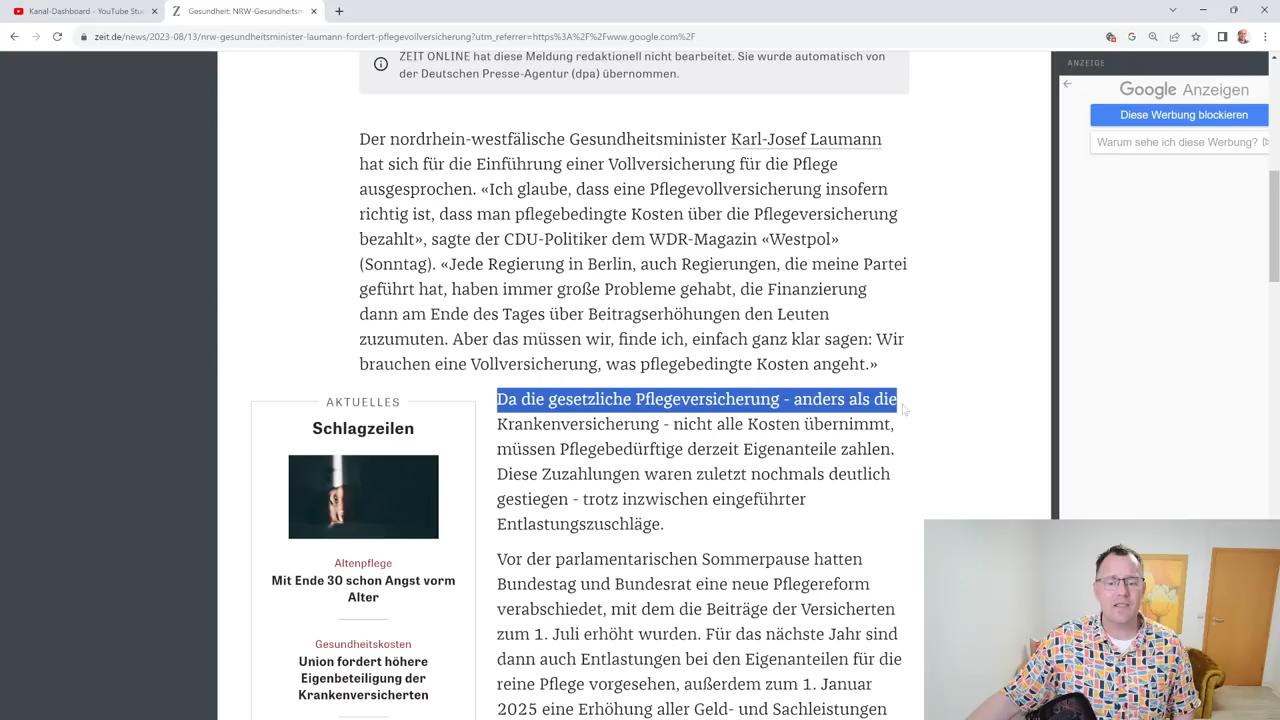 Kanal-Dashboard - YouTube Stu
Gesundheit: NRW-Gesundheitsm
zeit.de/news/2023-08/13/nrw-gesundheitsminister-laumann-fordert-pflegevollversicherung?utm_referrer=https%3A%2F%2Fwww.google.com%2F
ZEIT ONLINE hat diese Meldung redaktionell nicht bearbeitet. Sie wurde automatisch von
der Deutschen Presse-Agentur (dpa) übernommen.
ANZEIGE
Google Anzeigen
Diese Werbung blockieren
Warum sehe ich diese Werbung?
Der nordrhein-westfälische Gesundheitsminister Karl-Josef Laumann
hat sich für die Einführung einer Vollversicherung für die Pflege
ausgesprochen. «Ich glaube, dass eine Pflegevollversicherung insofern
richtig ist, dass man pflegebedingte Kosten über die Pflegeversicherung
bezahlt», sagte der CDU-Politiker dem WDR-Magazin «Westpol»
(Sonntag). «Jede Regierung in Berlin, auch Regierungen, die meine Partei
geführt hat, haben immer große Probleme gehabt, die Finanzierung
dann am Ende des Tages über Beitragserhöhungen den Leuten
zuzumuten. Aber das müssen wir, finde ich, einfach ganz klar sagen: Wir
brauchen eine Vollversicherung, was pflegebedingte Kosten angeht.»
Da die gesetzliche Pflegeversicherung - anders als die
Krankenversicherung - nicht alle Kosten übernimmt,
müssen Pflegebedürftige derzeit Eigenanteile zahlen.
Diese Zuzahlungen waren zuletzt nochmals deutlich
gestiegen - trotz inzwischen eingeführter
Entlastungszuschläge.
Vor der parlamentarischen Sommerpause hatten
Bundestag und Bundesrat eine neue Pflegereform
verabschiedet, mit dem die Beiträge der Versicherten
zum 1. Juli erhöht wurden. Für das nächste Jahr sind
dann auch Entlastungen bei den Eigenanteilen für die
reine Pflege vorgesehen, außerdem zum 1. Januar
2025 eine Erhöhung aller Geld- und Sachleistungen
AKTUELLES
Schlagzeilen
Altenpflege
Mit Ende 30 schon Angst vorm
Alter
Gesundheitskosten
Union fordert höhere
Eigenbeteiligung der
Krankenversicherten